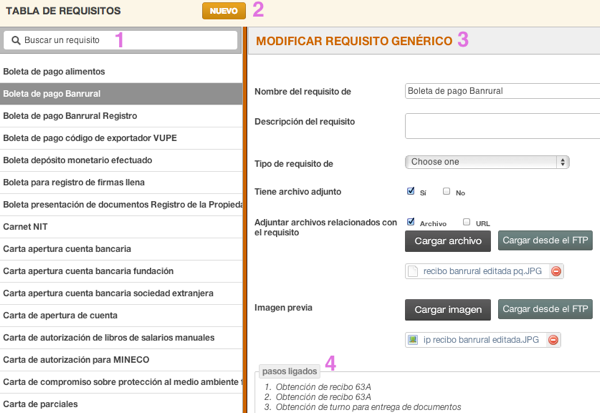 TABLA DE REQUISITOS
NUEVO
2
Buscar un requisito
1
Boleta de pago alimentos
Boleta de pago Banrural
Boleta de pago Banrural Registro
Boleta de pago código de exportador VUPE
Boleta depósito monetario efectuado
Boleta para registro de firmas llena
Boleta presentación de documentos Registro de la Propieda
Carnet NIT
Carta apertura cuenta bancaria
Carta apertura cuenta bancaria fundación
Carta apertura cuenta bancaria sociedad extranjera
Carta de apertura de cuenta
Carta de autorización de libros de salarios manuales
Carta de autorización para MINECO
Carta de compromiso sobre protección al medio ambiente
Carta de parciales
MODIFICAR REQUISITO GENÉRICO
3
Nombre del requisito de
Boleta de pago Banrural
Descripción del requisito
Tipo de requisito de
Choose one
Tiene archivo adjunto
Sí
No
Adjuntar archivos relacionados con
el requisito
Archivo
URL
Cargar archivo
Cargar desde el FTP
recibo banrural editada pq.JPG
Imagen previa
Cargar imagen
Cargar desde el FTP
ip recibo banrural editada.JPG
pasos ligados
4
1. Obtención de recibo 63A
2. Obtención de recibo 63A
3. Obtención de turno para entrega de documentos